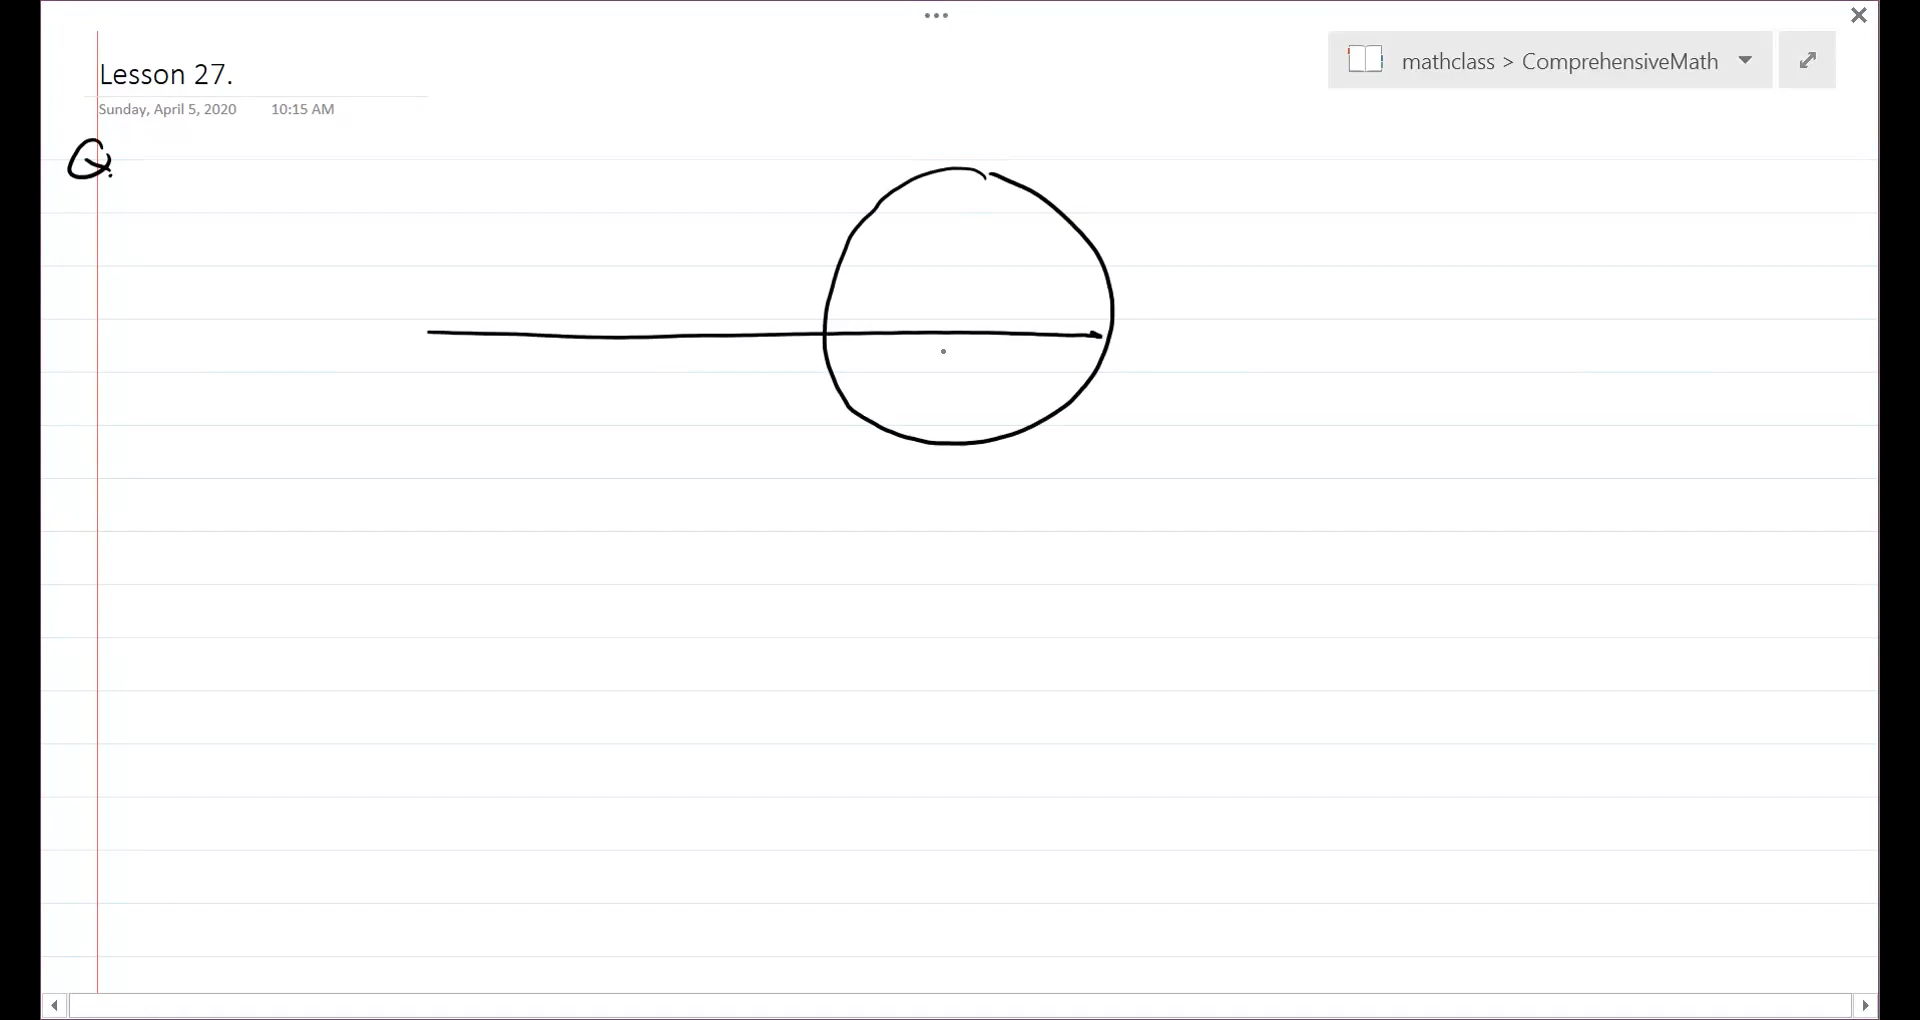 Lesson 27.
mathclass > ComprehensiveMath
Sunday, April 5, 2020 10:15 AM
Q.